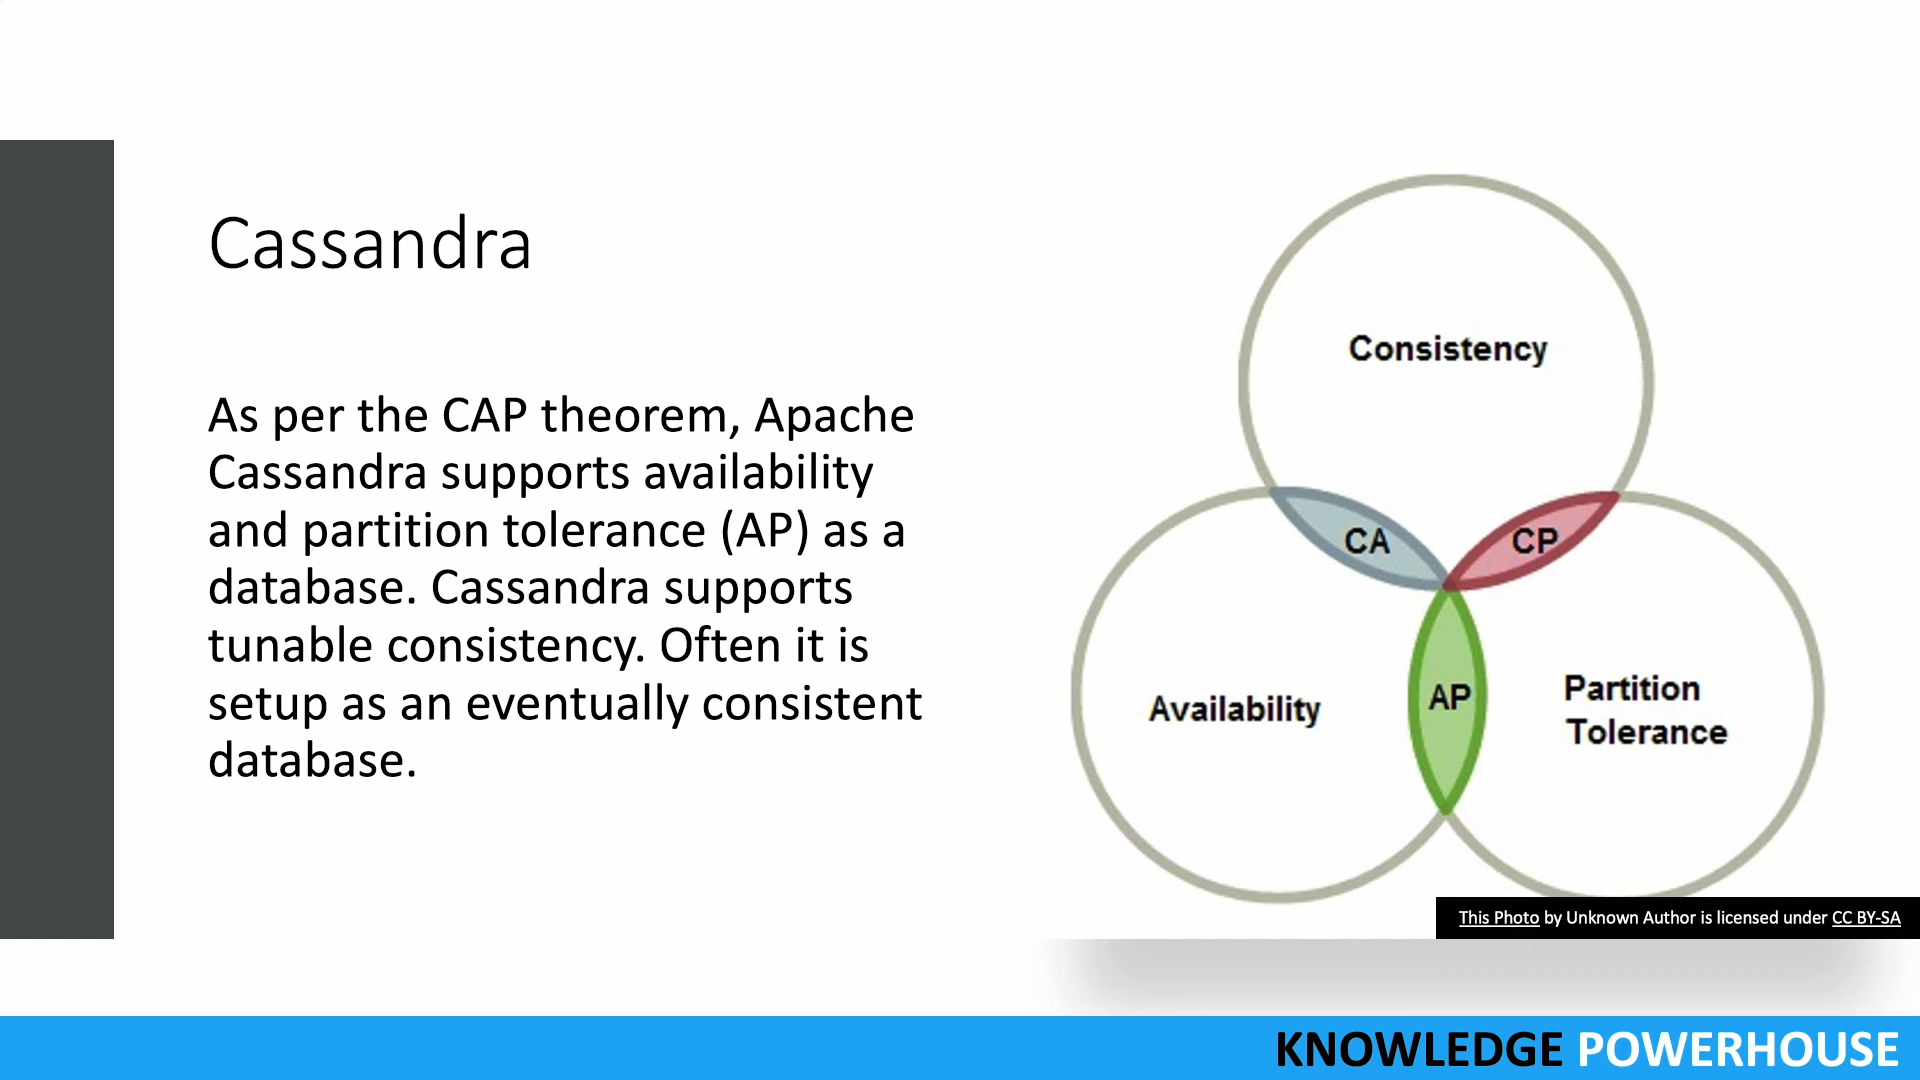 Cassandra
As per the CAP theorem, Apache
Cassandra supports availability
and partition tolerance (AP) as a
database. Cassandra supports
tunable consistency. Often it is
setup as an eventually consistent
database.
Consistency
CA
CP
Availability
AP
Partition
Tolerance
This Photo by Unknown Author is licensed under CC BY-SA
KNOWLEDGE POWERHOUSE